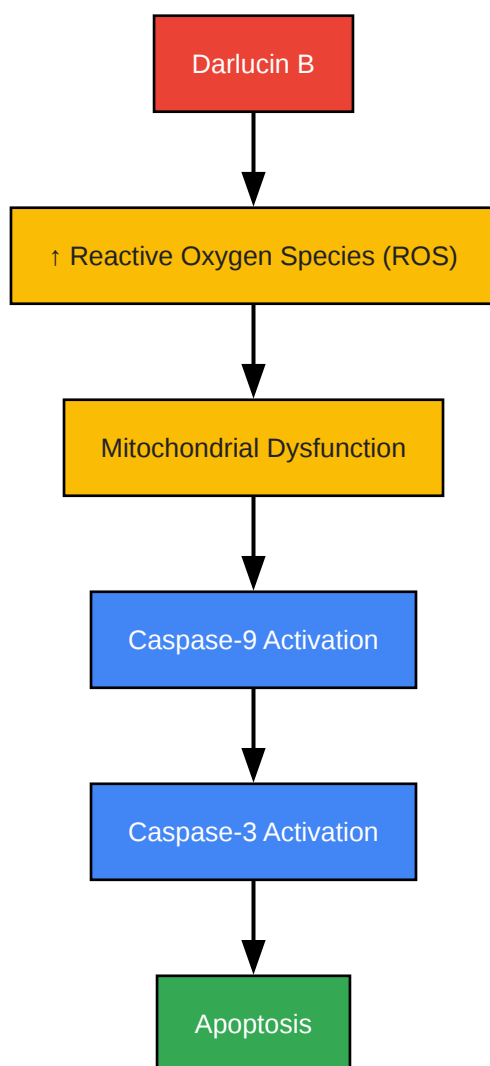 Darlucin B
↑ Reactive Oxygen Species (ROS)
Mitochondrial Dysfunction
Caspase-9 Activation
Caspase-3 Activation
Apoptosis